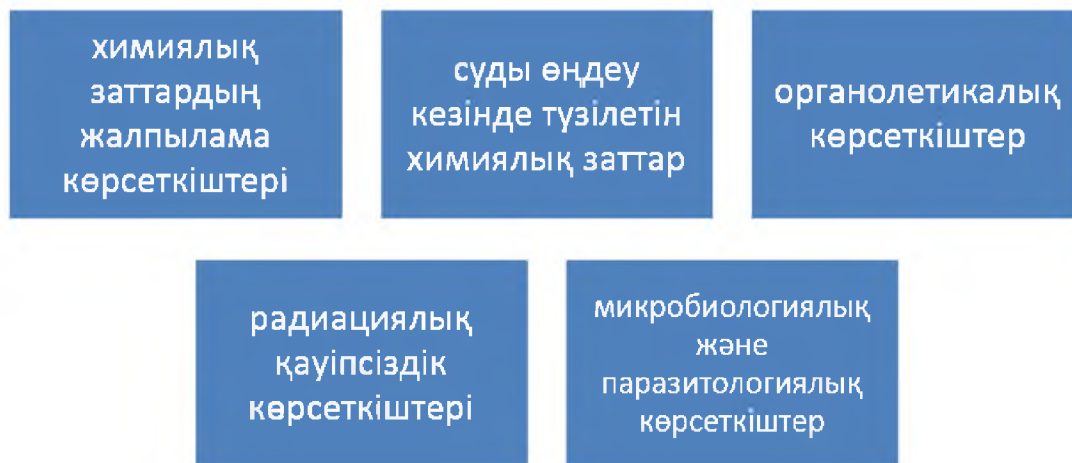 химиялық
заттардың
жалпылама
көрсеткіштері
суды өңдеу
кезінде түзілетін
химиялық заттар
органолетикалық
көрсеткіштер
радиациялық
қауіпсіздік
көрсеткіштері
микробиологиялық
және
паразитологиялық
көрсеткіштер